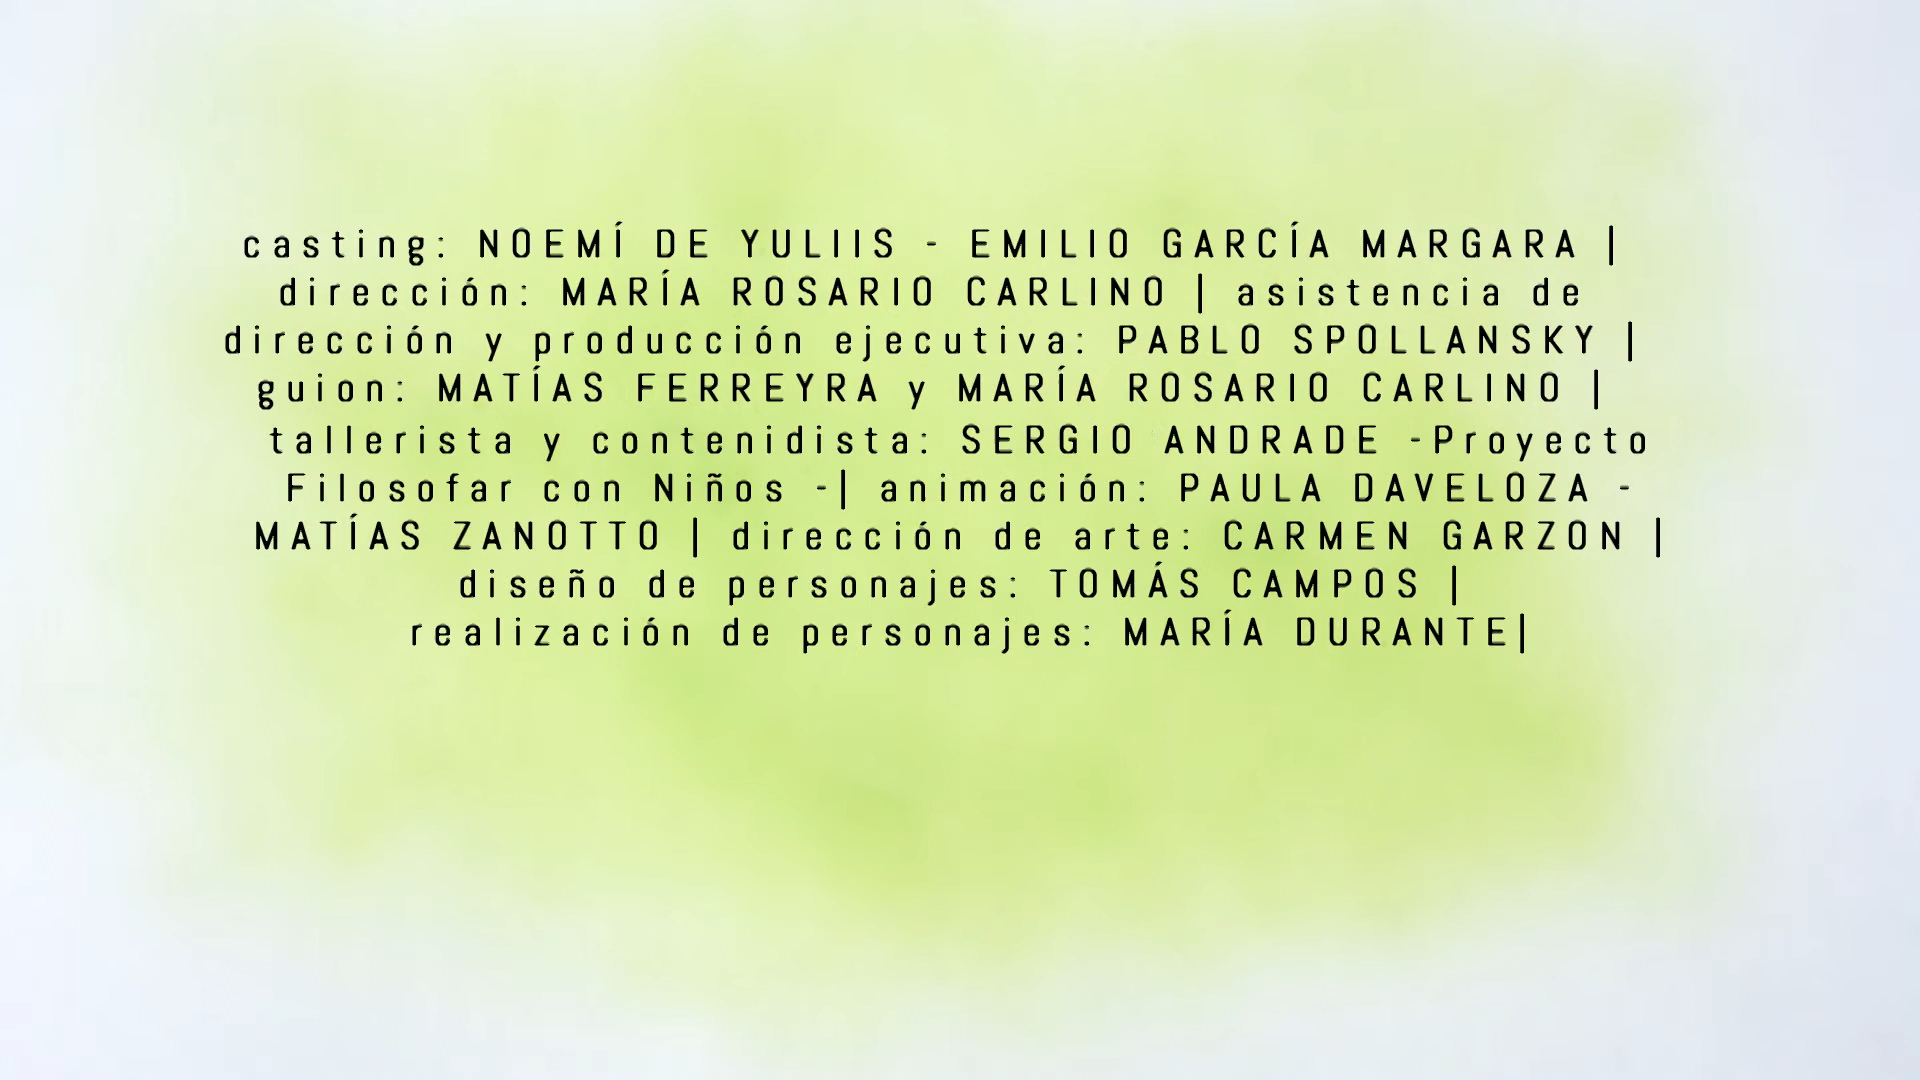 casting: NOEMÍ DE YULIIS - EMILIO GARCÍA MARGARA |
dirección: MARÍA ROSARIO CARLINO | asistencia de
dirección y producción ejecutiva: PABLO SPOLLANSKY |
guion: MATÍAS FERREYRA y MARÍA ROSARIO CARLINO |
tallerista y contenidista: SERGIO ANDRADE -Proyecto
Filosofar con Niños -| animación: PAULA DAVELOZA -
MATÍAS ZANOTTO | dirección de arte: CARMEN GARZON |
diseño de personajes: TOMÁS CAMPOS |
realización de personajes: MARÍA DURANTE|